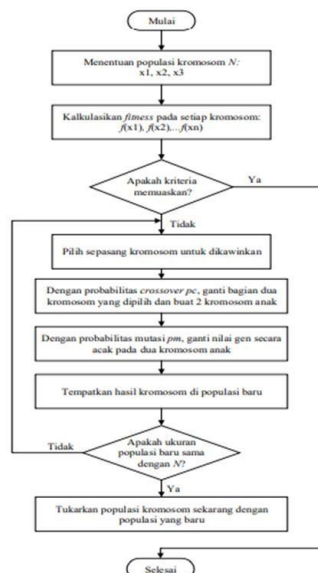 Mulai
Menentuan populasi kromosom N:
x1, x2, x3
Kalkulasikan fitness pada setiap kromosom:
f(x1), f(x2),...f(xn)
Apakah kriteria
memuaskan?
Ya
Tidak
Pilih sepasang kromosom untuk dikawinkan
Dengan probabilitas crossover pc, ganti bagian dua
kromosom yang dipilih dan buat 2 kromosom anak
Dengan probabilitas mutasi pm, ganti nilai gen secara
acak pada dua kromosom anak
Tempatkan hasil kromosom di populasi baru
Tidak
Apakah ukuran
populasi baru sama
dengan N?
Ya
Tukarkan populasi kromosom sekarang dengan
populasi yang baru
Selesai